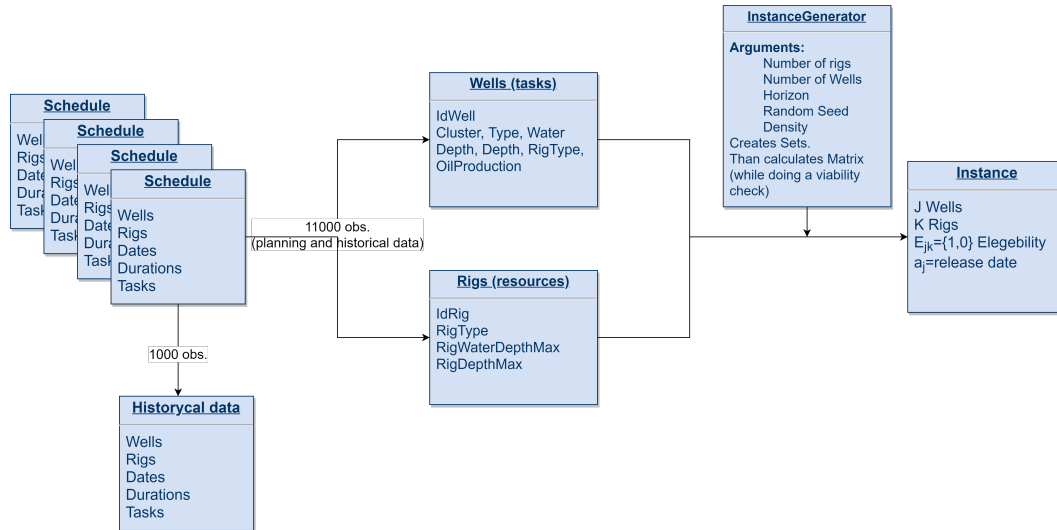 Schedule
Well
Rigs
Date
Dura
Task
Schedule
Wel
Rigs
Date
Dura
Task
Schedule
Wel
Rigs
Date
Dura
Task
Schedule
Wells
Rigs
Dates
Durations
Tasks
11000 obs.
(planning and historical data)
1000 obs.
Historycal data
Wells
Rigs
Dates
Durations
Tasks
Wells (tasks)
IdWell
Cluster, Type, Water
Depth, Depth, RigType,
OilProduction
Rigs (resources)
IdRig
RigType
RigWaterDepthMax
RigDepthMax
InstanceGenerator
Arguments:
Number of rigs
Number of Wells
Horizon
Random Seed
Density
Creates Sets.
Than calculates Matrix
(while doing a viability
check)
Instance
J Wells
K Rigs
E_jk={1,0} Elegebility
a_j=release date